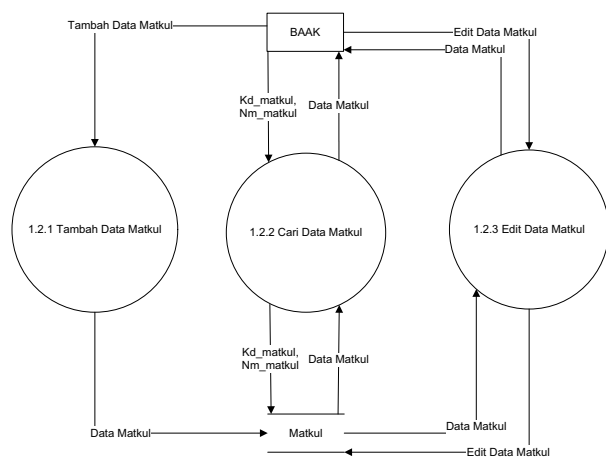 Tambah Data Matkul
BAAK
Edit Data Matkul
Data Matkul
Kd_matkul,
Nm_matkul
Data Matkul
1.2.1 Tambah Data Matkul
1.2.2 Cari Data Matkul
1.2.3 Edit Data Matkul
Kd_matkul,
Nm_matkul
Data Matkul
Data Matkul
Matkul
Data Matkul
Edit Data Matkul